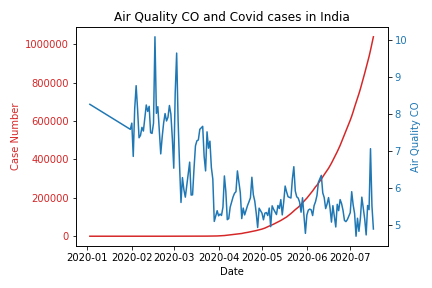 Air Quality CO and Covid cases in India
1000000
800000
600000
400000
200000
0
Case Number
10
9
8
7
6
5
Air Quality CO
2020-01 2020-02 2020-03 2020-04 2020-05 2020-06 2020-07
Date